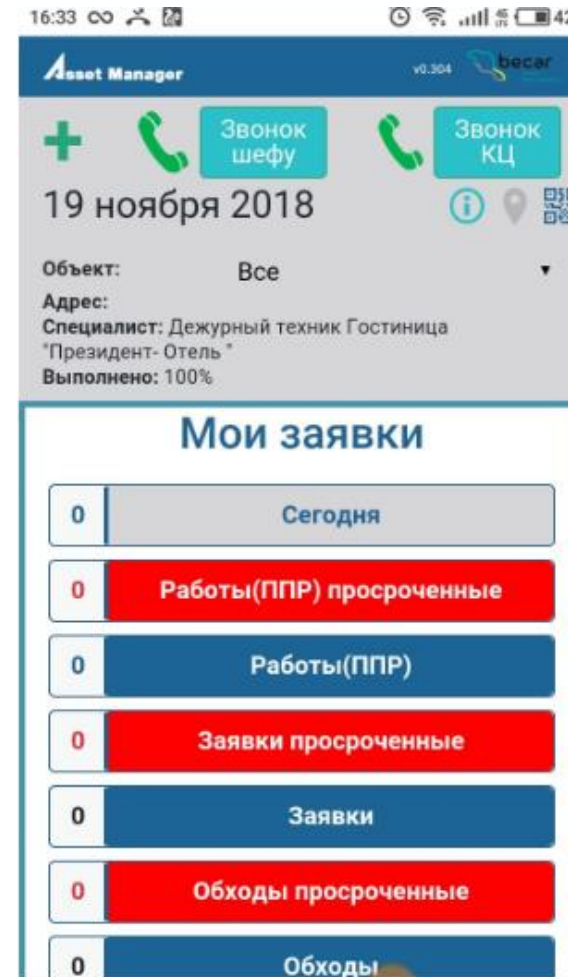 16:33
42
Asset Manager
v0.304
becar
Звонок
шефу
Звонок
КЦ
19 ноября 2018
Объект:
Все
Адрес:
Специалист: Дежурный техник Гостиница
"Президент- Отель "
Выполнено: 100%
Мои заявки
0
Сегодня
0
Работы(ППР) просроченные
0
Работы(ППР)
0
Заявки просроченные
0
Заявки
0
Обходы просроченные
0
Обходы